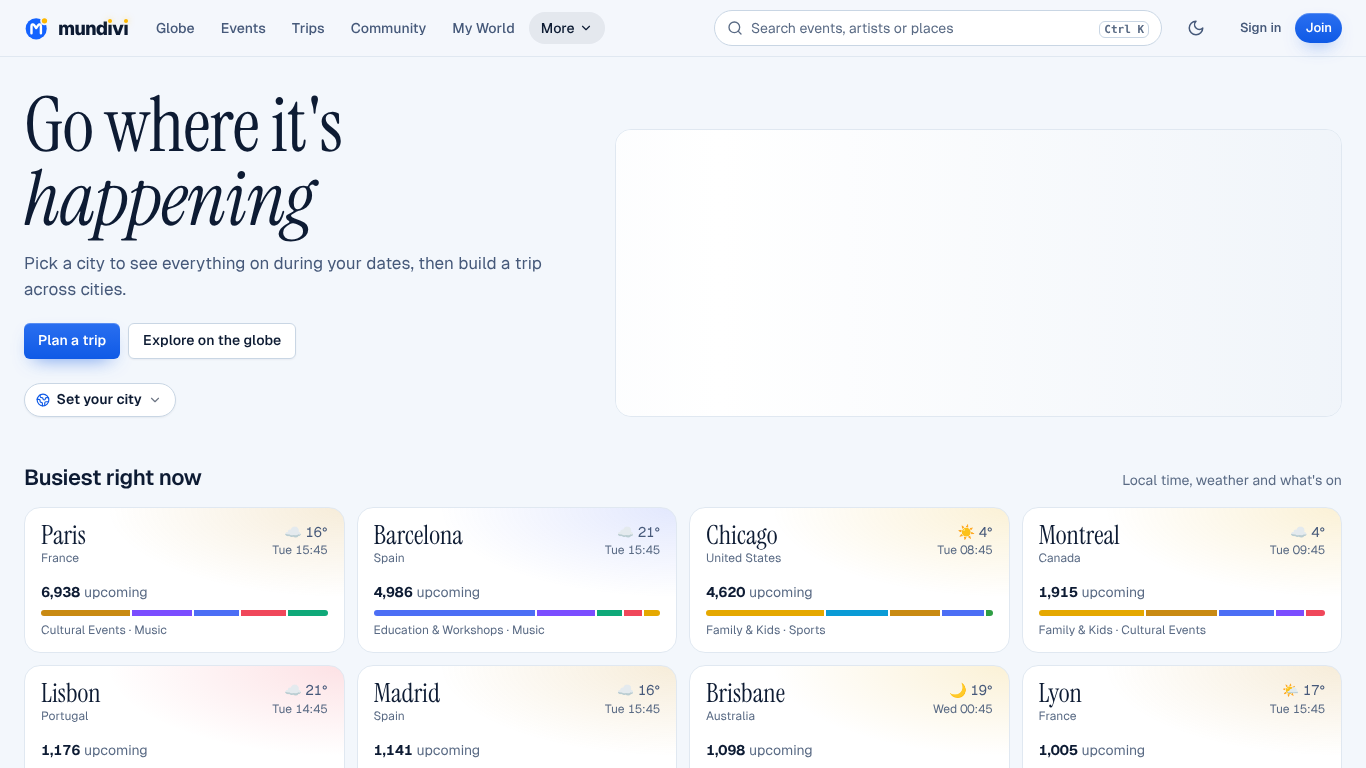 mundivi Globe Events Trips Community My World More Search events, artists or places Ctrl K Sign in Join
Go where it's
happening
Pick a city to see everything on during your dates, then build a trip
across cities.
Plan a trip Explore on the globe
Set your city
Busiest right now Local time, weather and what's on
Paris 16°
France Tue 15:45
6,938 upcoming
Cultural Events · Music
Barcelona 21°
Spain Tue 15:45
4,986 upcoming
Education & Workshops · Music
Chicago 4°
United States Tue 08:45
4,620 upcoming
Family & Kids · Sports
Montreal 4°
Canada Tue 09:45
1,915 upcoming
Family & Kids · Cultural Events
Lisbon 21°
Portugal Tue 14:45
1,176 upcoming
Madrid 16°
Spain Tue 15:45
1,141 upcoming
Brisbane 19°
Australia Wed 00:45
1,098 upcoming
Lyon 17°
France Tue 15:45
1,005 upcoming